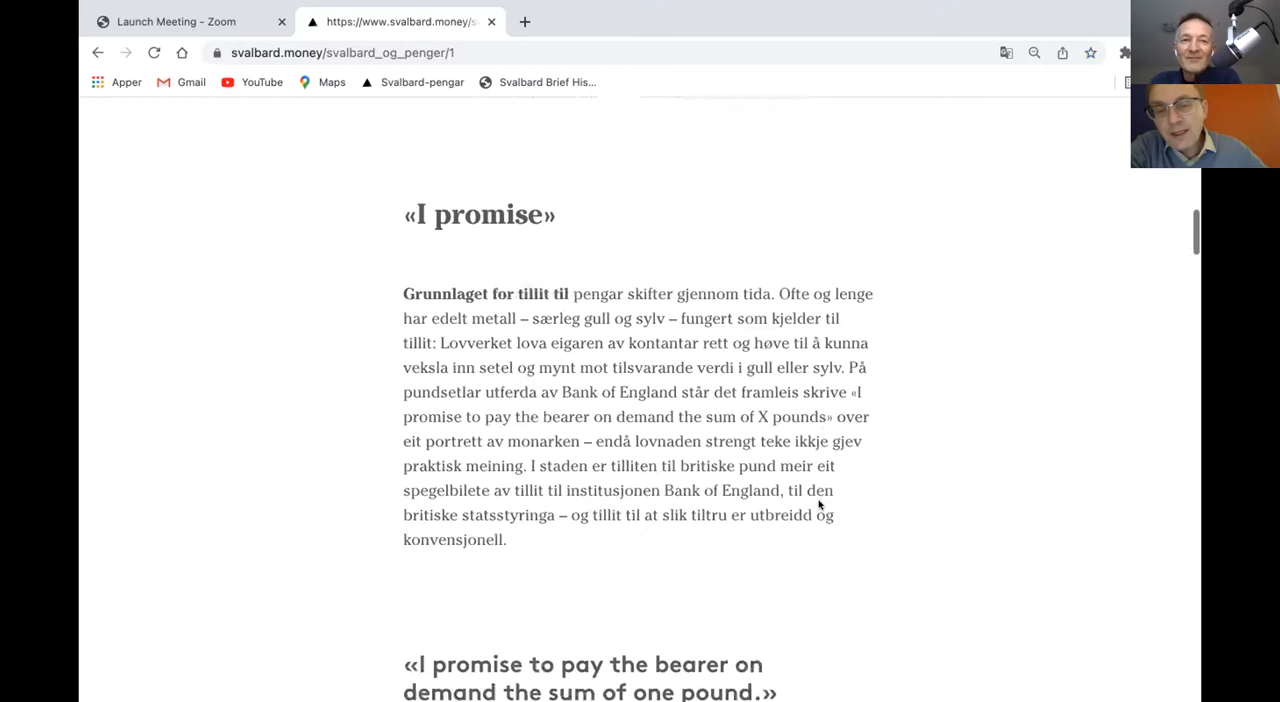 Launch Meeting - Zoom
https://www.svalbard.money/s
svalbard.money/svalbard_og_penger/1
Apper
Gmail
YouTube
Maps
Svalbard-pengar
Svalbard Brief His...
«I promise»
Grunnlaget for tillit til pengar skifter gjennom tida. Ofte og lenge
har edelt metall – særleg gull og sylv – fungert som kjelder til
tillit: Lovverket lova eigaren av kontantar rett og høve til å kunna
veksla inn setel og mynt mot tilsvarande verdi i gull eller sylv. På
pundsetlar utferda av Bank of England står det framleis skrive «I
promise to pay the bearer on demand the sum of X pounds» over
eit portrett av monarken – endå lovnaden strengt teke ikkje gjev
praktisk meining. I staden er tilliten til britiske pund meir eit
spegelbilete av tillit til institusjonen Bank of England, til den
britiske statsstyringa – og tillit til at slik tiltru er utbreidd og
konvensjonell.
«I promise to pay the bearer on
demand the sum of one pound.»